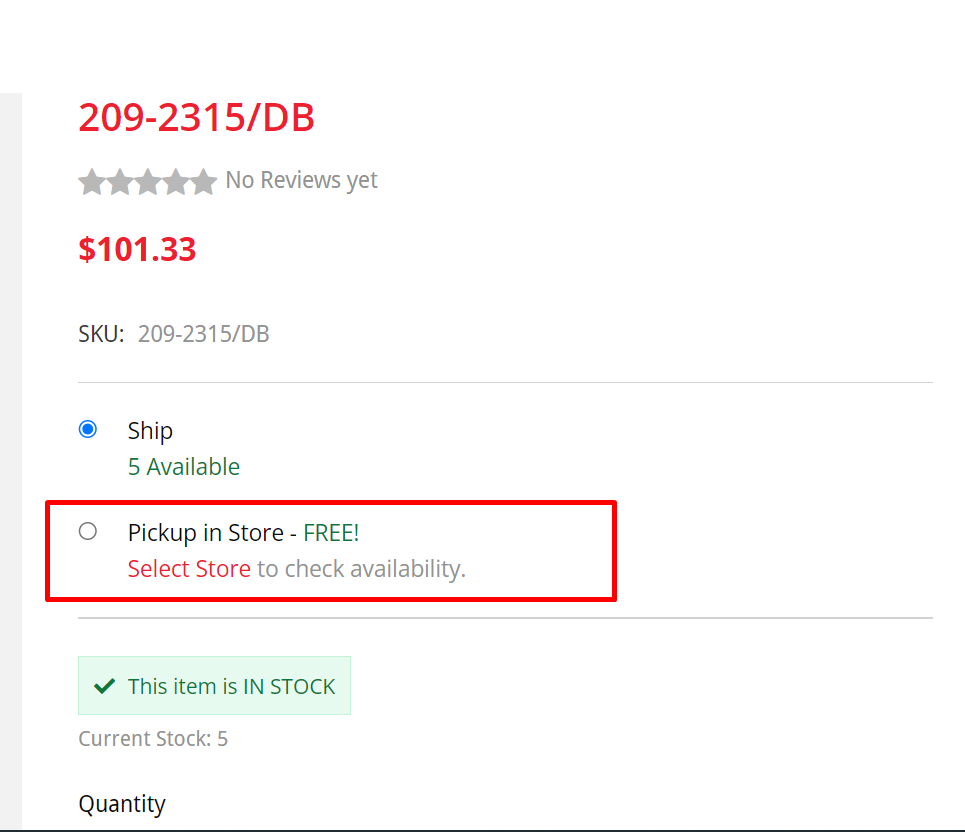 209-2315/DB
No Reviews yet
$101.33
SKU: 209-2315/DB
Ship
5 Available
Pickup in Store - FREE!
Select Store to check availability.
This item is IN STOCK
Current Stock: 5
Quantity